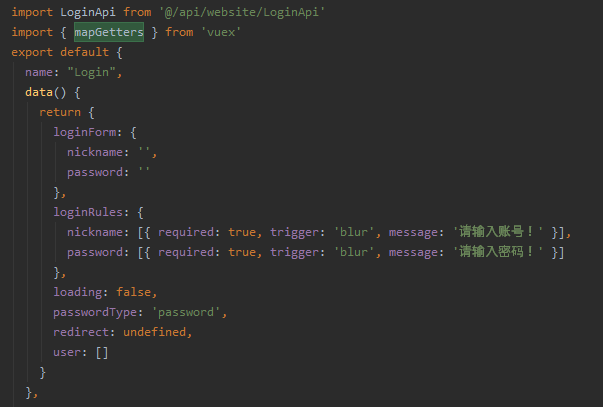 import LoginApi from '@/api/website/LoginApi'
import { mapGetters } from 'vuex'
export default {
  name: "Login",
  data() {
    return {
      loginForm: {
        nickname: '',
        password: ''
      },
      loginRules: {
        nickname: [{ required: true, trigger: 'blur', message: '请输入账号！' }],
        password: [{ required: true, trigger: 'blur', message: '请输入密码！' }]
      },
      loading: false,
      passwordType: 'password',
      redirect: undefined,
      user: []
    }
  },